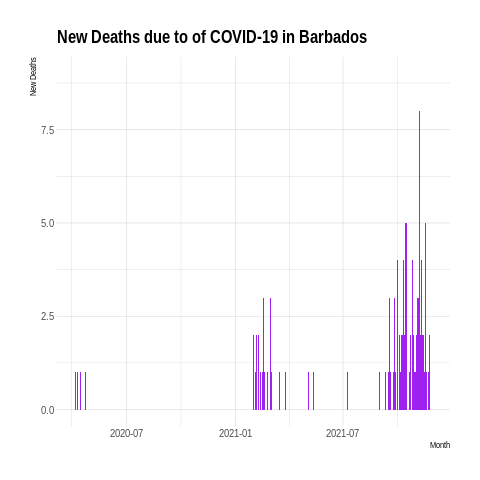 New Deaths due to of COVID-19 in Barbados
New Deaths
7.5
5.0
2.5
0.0
2020-07 2021-01 2021-07
Month